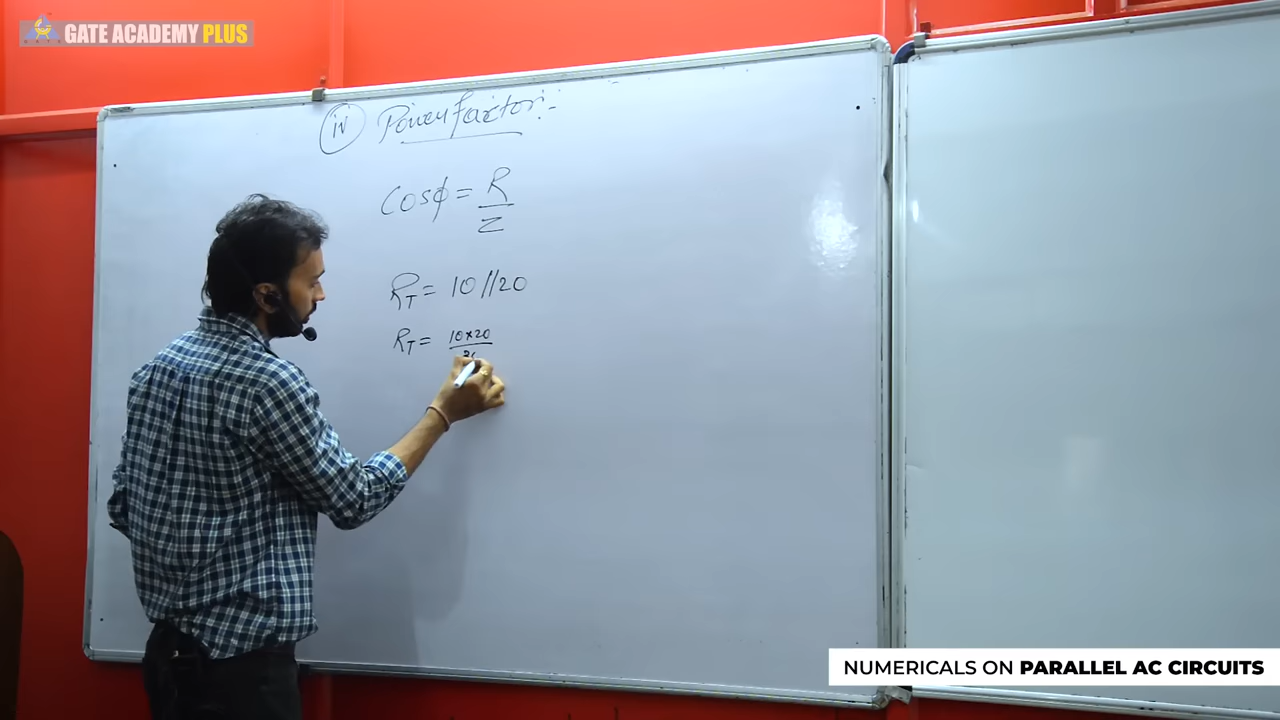 GATE ACADEMY PLUS
iv Power factor:-
cosφ = R/Z
R_T = 10 // 20
R_T = 10×20/
NUMERICALS ON PARALLEL AC CIRCUITS